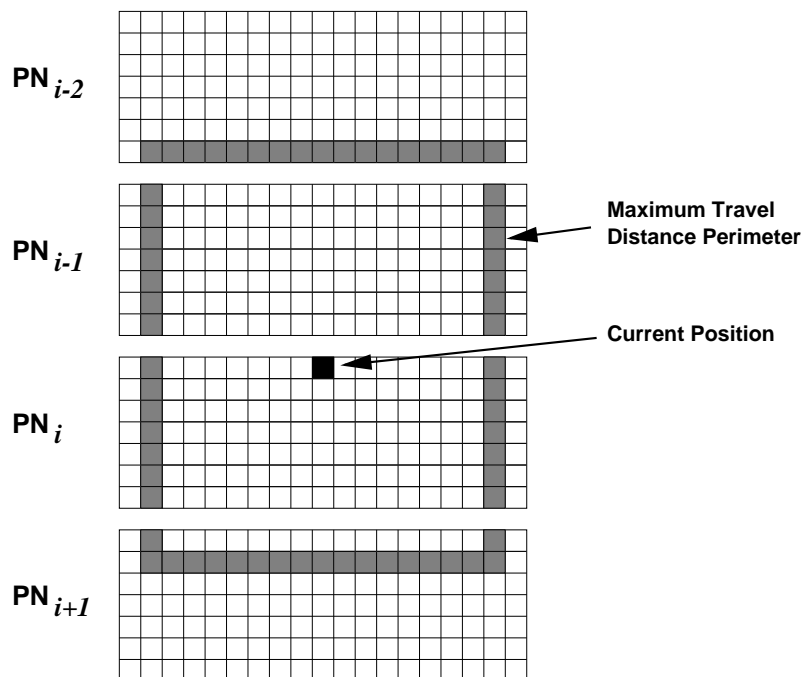 PN i-2
PN i-1
Maximum Travel
Distance Perimeter
Current Position
PN i
PN i+1